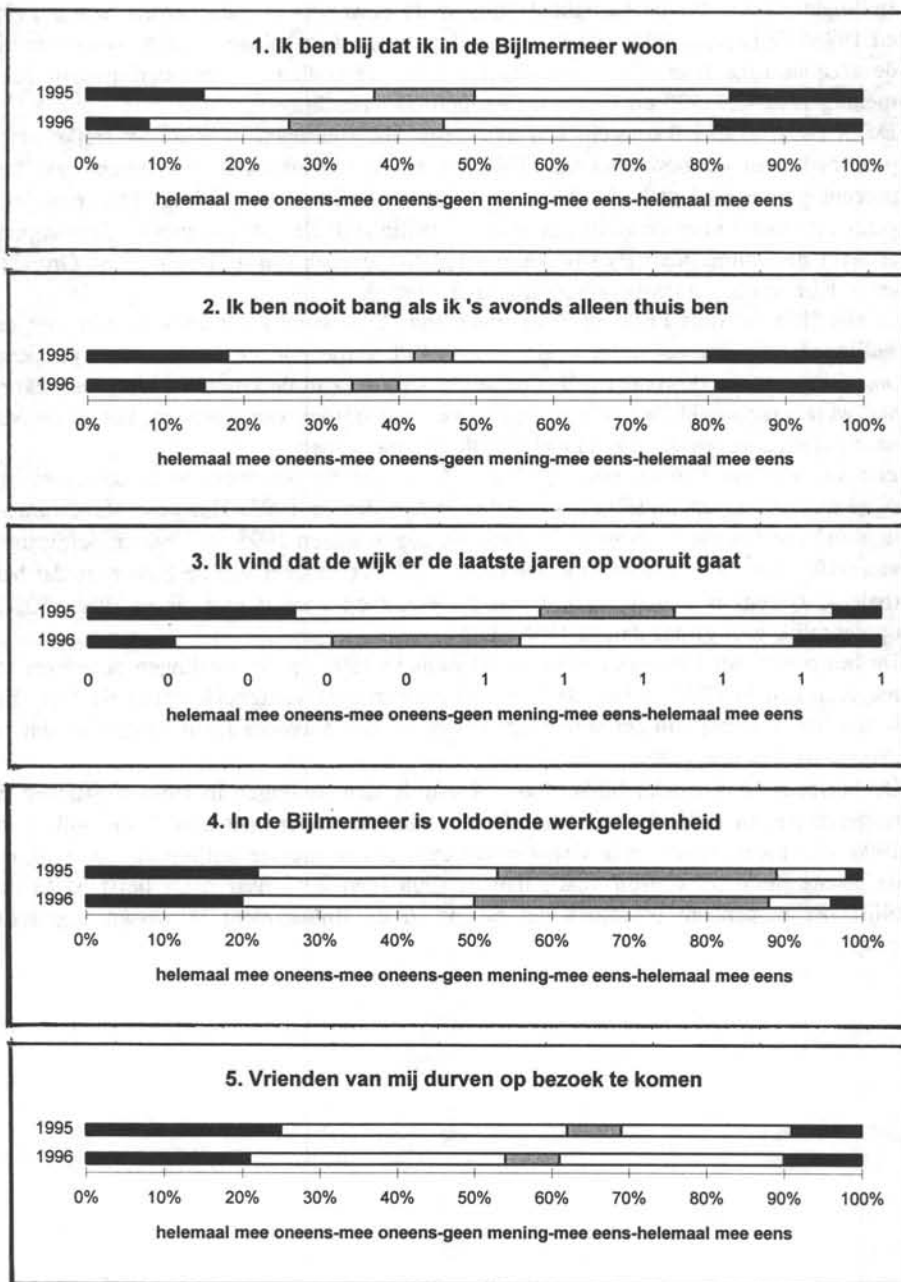 1. Ik ben blij dat ik in de Bijlmermeer woon
1995
1996
0% 10% 20% 30% 40% 50% 60% 70% 80% 90% 100%
helemaal mee oneens-mee oneens-geen mening-mee eens-helemaal mee eens
2. Ik ben nooit bang als ik 's avonds alleen thuis ben
1995
1996
0% 10% 20% 30% 40% 50% 60% 70% 80% 90% 100%
helemaal mee oneens-mee oneens-geen mening-mee eens-helemaal mee eens
3. Ik vind dat de wijk er de laatste jaren op vooruit gaat
1995
1996
0 0 0 0 0 1 1 1 1 1 1
helemaal mee oneens-mee oneens-geen mening-mee eens-helemaal mee eens
4. In de Bijlmermeer is voldoende werkgelegenheid
1995
1996
0% 10% 20% 30% 40% 50% 60% 70% 80% 90% 100%
helemaal mee oneens-mee oneens-geen mening-mee eens-helemaal mee eens
5. Vrienden van mij durven op bezoek te komen
1995
1996
0% 10% 20% 30% 40% 50% 60% 70% 80% 90% 100%
helemaal mee oneens-mee oneens-geen mening-mee eens-helemaal mee eens